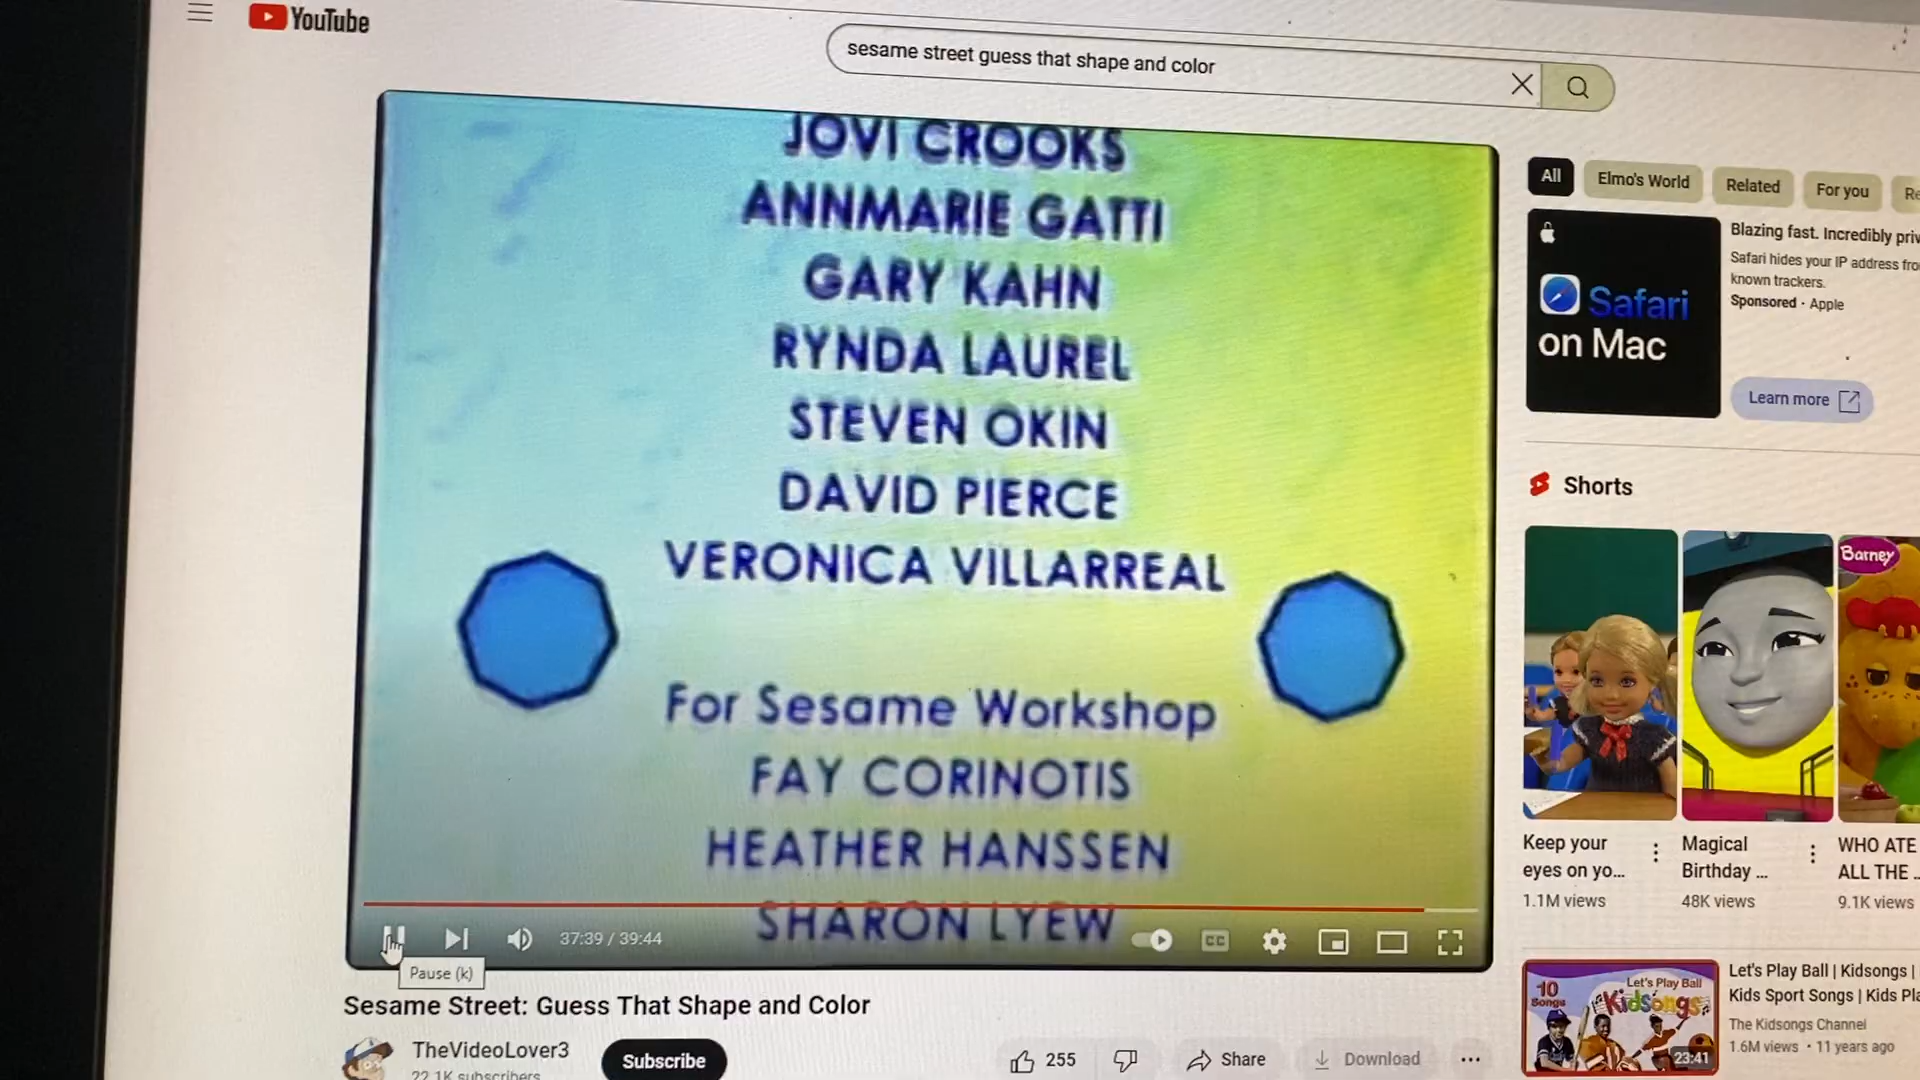 YouTube
sesame street guess that shape and color
JOVI CROOKS
ANNMARIE GATTI
GARY KAHN
RYNDA LAUREL
STEVEN OKIN
DAVID PIERCE
VERONICA VILLARREAL
For Sesame Workshop
FAY CORINOTIS
HEATHER HANSSEN
SHARON LYEW
37:39 / 39:44
CC
Pause (k)
Sesame Street: Guess That Shape and Color
TheVideoLover3
22.1K subscribers
Subscribe
255
Share
Download
All
Elmo's World
Related
For you
Re
Safari
on Mac
Blazing fast. Incredibly priv
Safari hides your IP address fro
known trackers.
Sponsored · Apple
Learn more
Shorts
Barney
Keep your
eyes on yo...
1.1M views
Magical
Birthday ...
48K views
WHO ATE
ALL THE ...
9.1K views
10
Songs
Let's Play Ball
Kidsongs
23:41
Let's Play Ball | Kidsongs |
Kids Sport Songs | Kids Pla
The Kidsongs Channel
1.6M views · 11 years ago